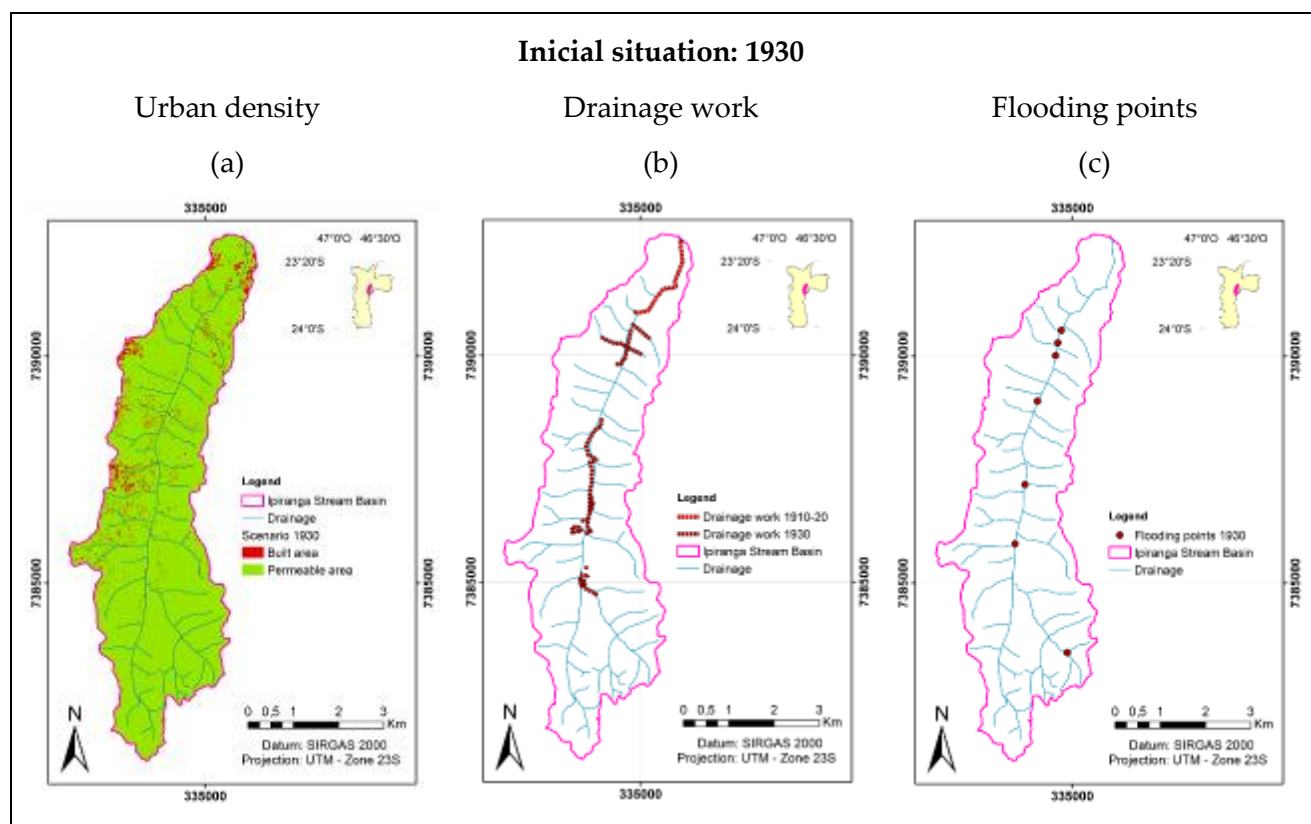 Inicial situation: 1930
Urban density
Drainage work
Flooding points
(a)
(b)
(c)
335000
47°0'O 46°30'O
23°20'S
24°0'S
7390000
7390000
Legend
Ipiranga Stream Basin
Drainage
Scenario 1930
Built area
Permeable area
7385000
7385000
N
0 0,5 1 2 3
Km
Datum: SIRGAS 2000
Projection: UTM - Zone 23S
335000
335000
47°0'O 46°30'O
23°20'S
24°0'S
7390000
7390000
Legend
Drainage work 1910-20
Drainage work 1930
Ipiranga Stream Basin
Drainage
7385000
7385000
N
0 0,5 1 2 3
Km
Datum: SIRGAS 2000
Projection: UTM - Zone 23S
335000
335000
47°0'O 46°30'O
23°20'S
24°0'S
7390000
7390000
Legend
Flooding points 1930
Ipiranga Stream Basin
Drainage
7385000
7385000
N
0 0,5 1 2 3
Km
Datum: SIRGAS 2000
Projection: UTM - Zone 23S
335000